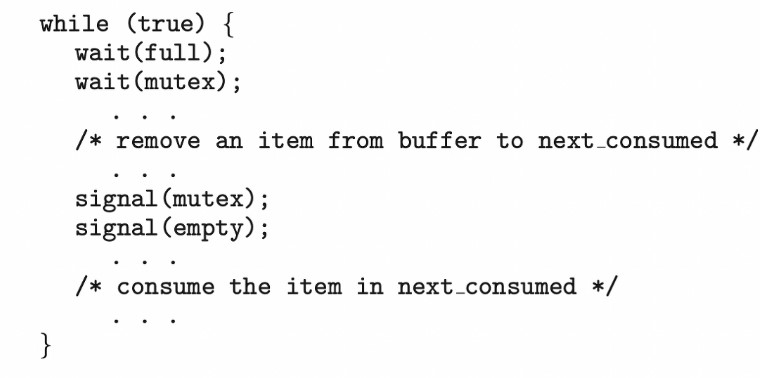 while (true) {
wait(full);
wait(mutex);
. . .
/* remove an item from buffer to next_consumed */
. . .
signal(mutex);
signal(empty);
. . .
/* consume the item in next_consumed */
. . .
}